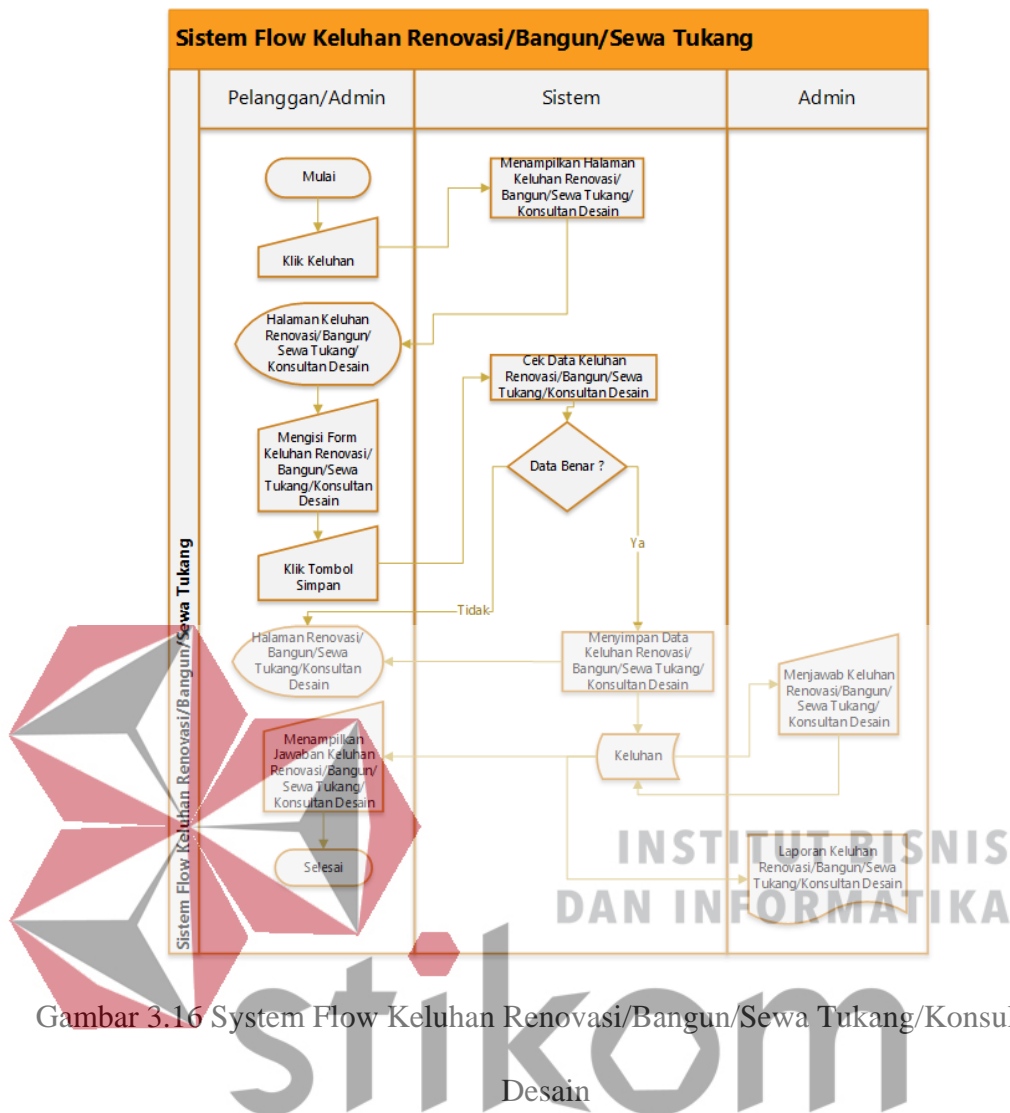 Sistem Flow Keluhan Renovasi/Bangun/Sewa Tukang
Pelanggan/Admin
Sistem
Admin
Sistem Flow Keluhan Renovasi/Bangun/Sewa Tukang
Mulai
Menampilkan Halaman
Keluhan Renovasi/
Bangun/Sewa Tukang/
Konsultan Desain
Klik Keluhan
Halaman Keluhan
Renovasi/Bangun/
Sewa Tukang/
Konsultan Desain
Cek Data Keluhan
Renovasi/Bangun/Sewa
Tukang/Konsultan Desain
Mengisi Form
Keluhan Renovasi/
Bangun/Sewa
Tukang/Konsultan
Desain
Data Benar ?
Ya
Klik Tombol
Simpan
Tidak
Halaman Renovasi/
Bangun/Sewa
Tukang/Konsultan
Desain
Menyimpan Data
Keluhan Renovasi/
Bangun/Sewa Tukang/
Konsultan Desain
Menjawab Keluhan
Renovasi/Bangun/
Sewa Tukang/
Konsultan Desain
Menampilkan
Jawaban Keluhan
Renovasi/Bangun/
Sewa Tukang/
Konsultan Desain
Keluhan
Selesai
Laporan Keluhan
Renovasi/Bangun/Sewa
Tukang/Konsultan Desain
INSTITUT BISNIS
DAN INFORMATIKA
stikom
Gambar 3.16 System Flow Keluhan Renovasi/Bangun/Sewa Tukang/Konsul
Desain